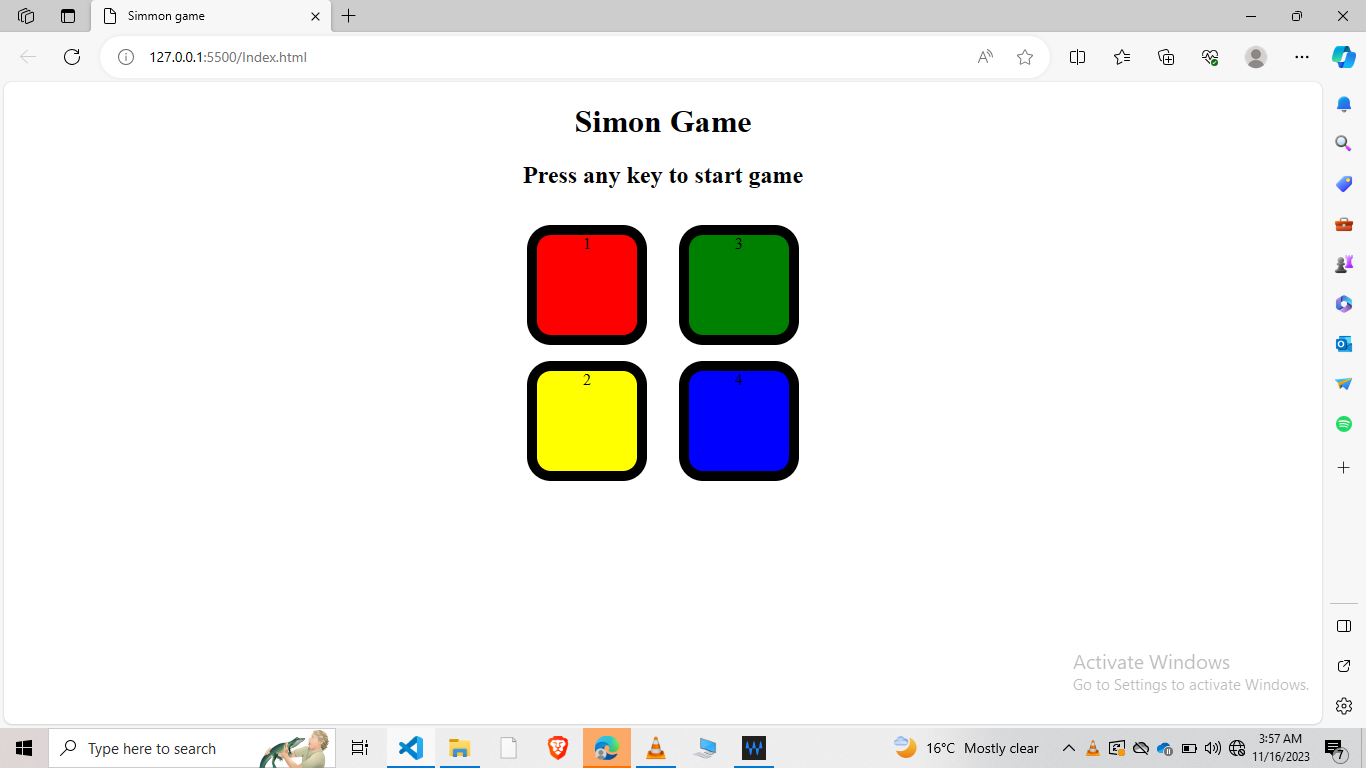 Simmon game
127.0.0.1:5500/Index.html
Simon Game
Press any key to start game
1
3
2
4
Activate Windows
Go to Settings to activate Windows.
Type here to search
16°C Mostly clear
3:57 AM
11/16/2023
7